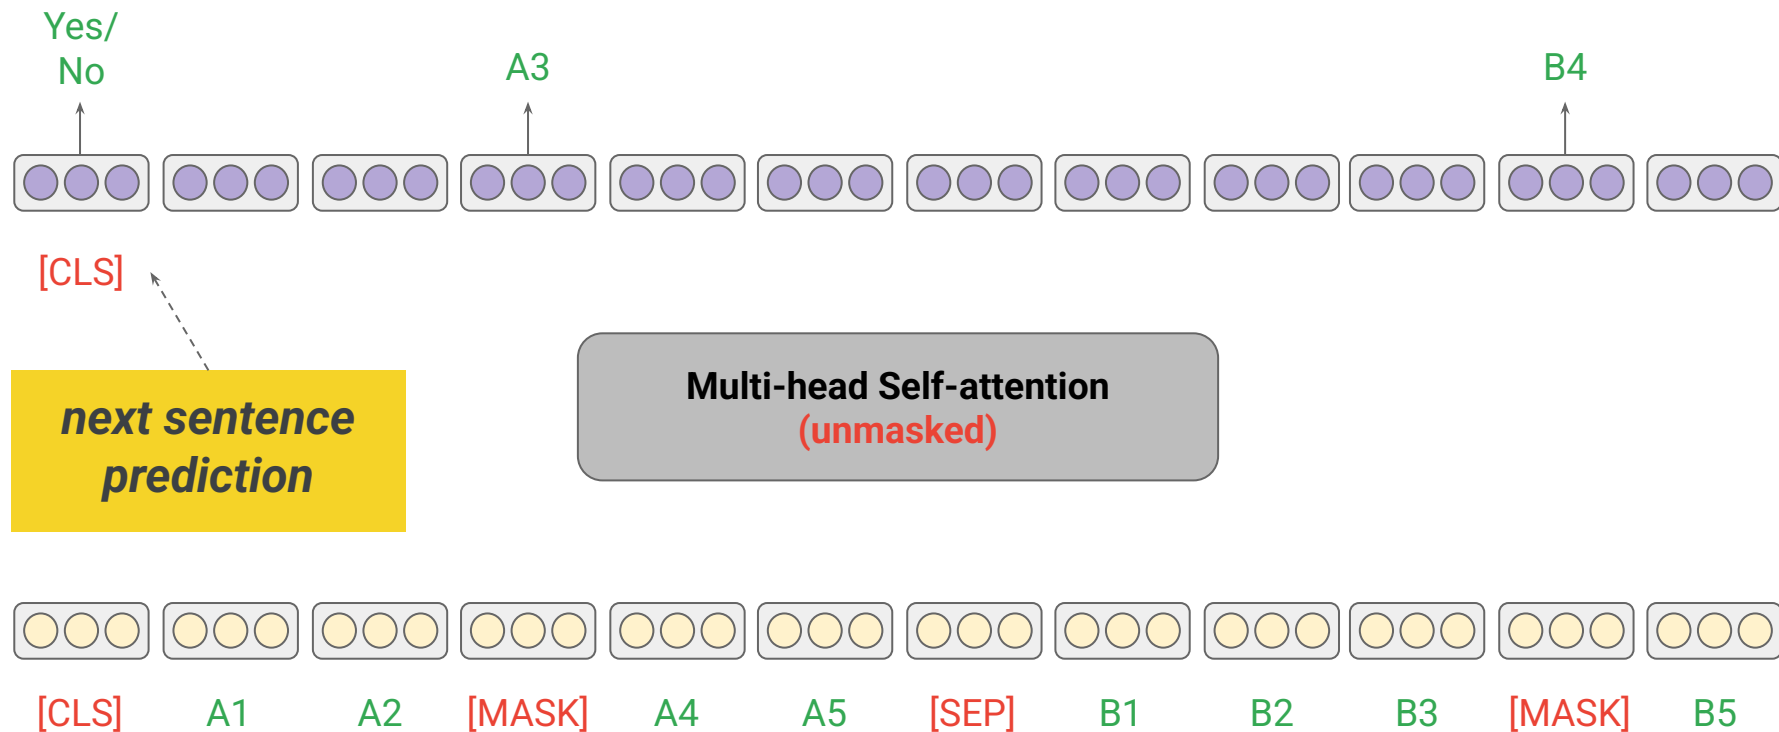 Yes/
No
A3
B4
[CLS]
next sentence
prediction
Multi-head Self-attention
(unmasked)
[CLS] A1 A2 [MASK] A4 A5 [SEP] B1 B2 B3 [MASK] B5